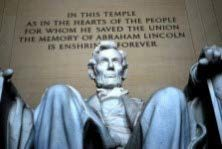 IN THIS TEMPLE
AS IN THE HEARTS OF THE PEOPLE
FOR WHOM HE SAVED THE UNION
THE MEMORY OF ABRAHAM LINCOLN
IS ENSHRINED FOREVER